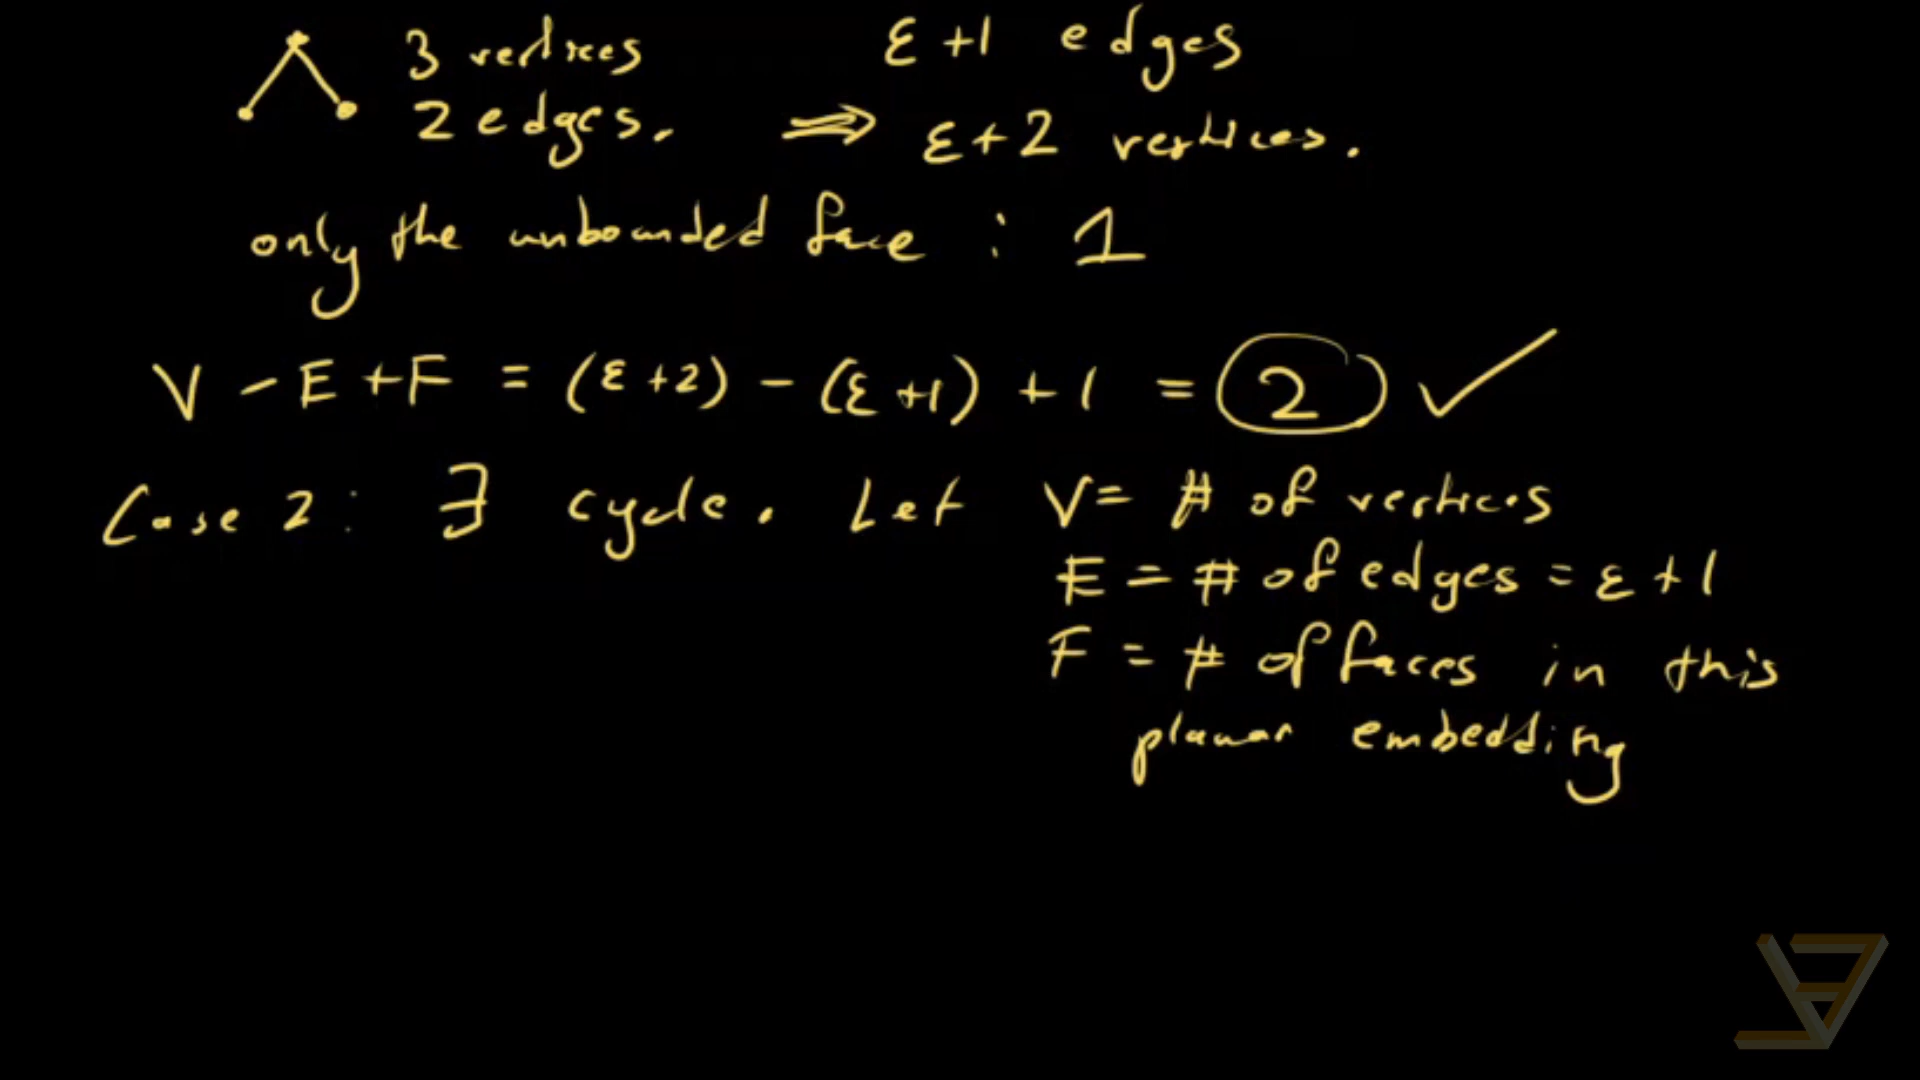 3 vertices
2 edges. ⇒
ε+1 edges
ε+2 vertices.
only the unbounded face : 1
V - E + F = (ε+2) - (ε+1) + 1 = 2 ✓
Case 2: ∃ cycle. Let V = # of vertices
E = # of edges = ε+1
F = # of faces in this
planar embedding